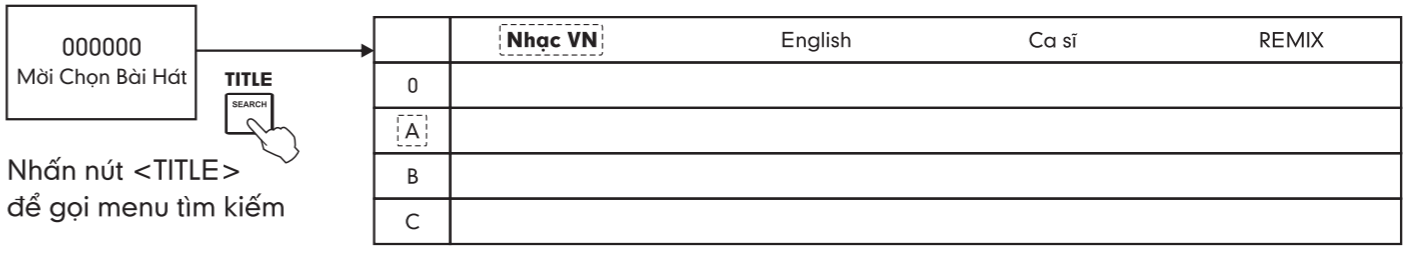 000000
Mời Chọn Bài Hát
TITLE
SEARCH
Nhấn nút <TITLE>
để gọi menu tìm kiếm
Nhạc VN English Ca sĩ REMIX
0
A
B
C